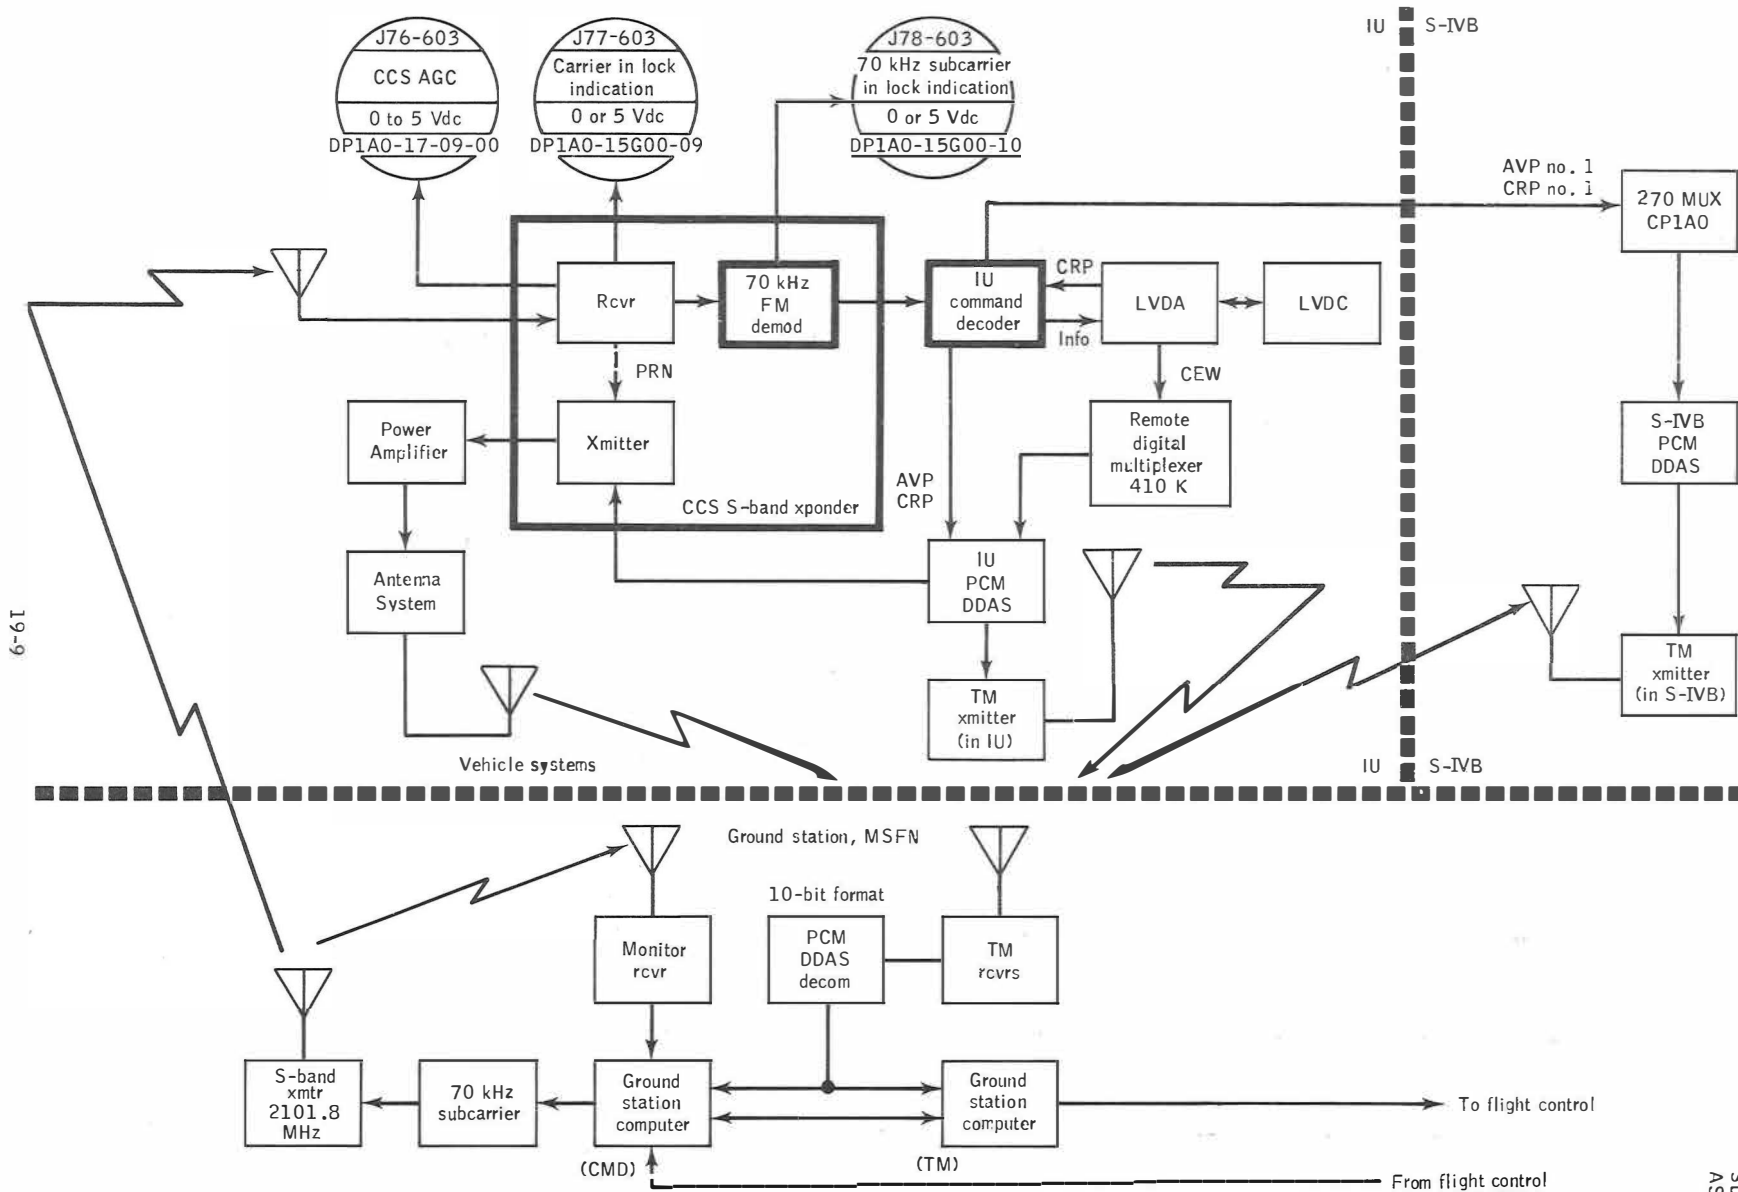 IU S-IVB
J76-603
CCS AGC
0 to 5 Vdc
DP1A0-17-09-00
J77-603
Carrier in lock
indication
0 or 5 Vdc
DP1A0-15G00-09
J78-603
70 kHz subcarrier
in lock indication
0 or 5 Vdc
DP1A0-15G00-10
AVP no. 1
CRP no. 1
270 MUX
CP1A0
Rcvr
70 kHz
FM
demod
IU
command
decoder
CRP
Info
LVDA
LVDC
PRN
CEW
Power
Amplifier
Xmitter
CCS S-band xponder
AVP
CRP
Remote
digital
multiplexer
410 K
S-IVB
PCM
DDAS
Antenna
System
IU
PCM
DDAS
19-9
TM
xmitter
(in IU)
TM
xmitter
(in S-IVB)
Vehicle systems
IU S-IVB
Ground station, MSFN
10-bit format
Monitor
rcvr
PCM
DDAS
decom
TM
rcvrs
S-band
xmtr
2101.8
MHz
70 kHz
subcarrier
Ground
station
computer
Ground
station
computer
To flight control
(CMD)
(TM)
From flight control